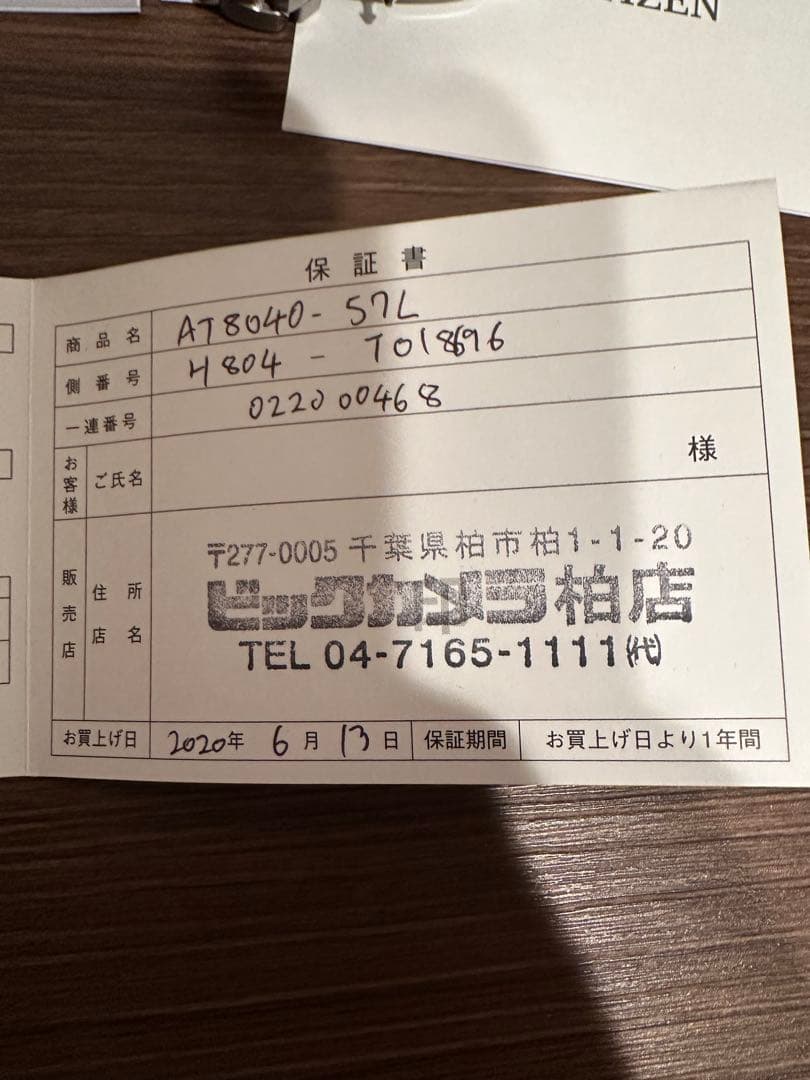 IZEN
保証書
商品名 AT8040-57L
側番号 H804-T018696
一連番号 022000468
お客様 ご氏名 様
販売店 住所 店名
〒277-0005 千葉県柏市柏1-1-20
ビックカメラ柏店
TEL 04-7165-1111(代)
お買上げ日 2020年 6月 13日 保証期間 お買上げ日より1年間